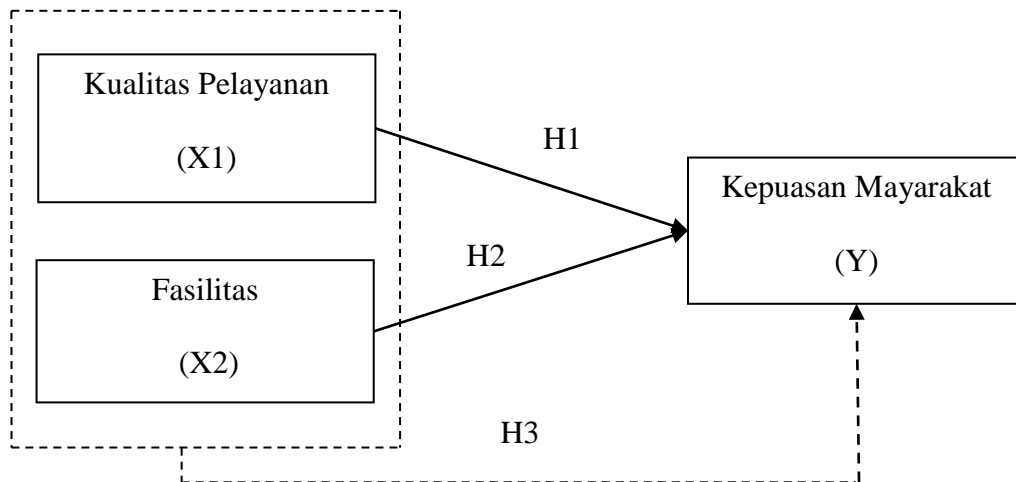 Kualitas Pelayanan
(X1)
H1
Kepuasan Mayarakat
(Y)
H2
Fasilitas
(X2)
H3